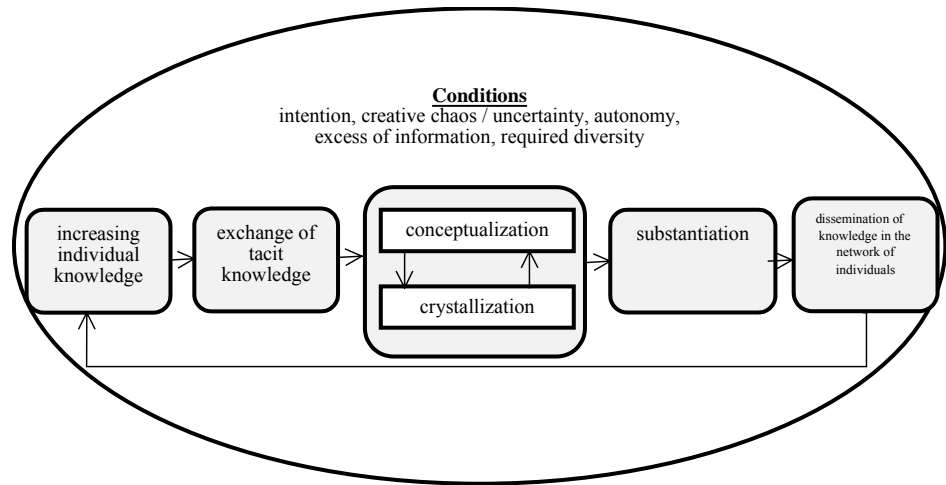 Conditions
intention, creative chaos / uncertainty, autonomy,
excess of information, required diversity
increasing
individual
knowledge
exchange of
tacit
knowledge
conceptualization
crystallization
substantiation
dissemination of
knowledge in the
network of
individuals